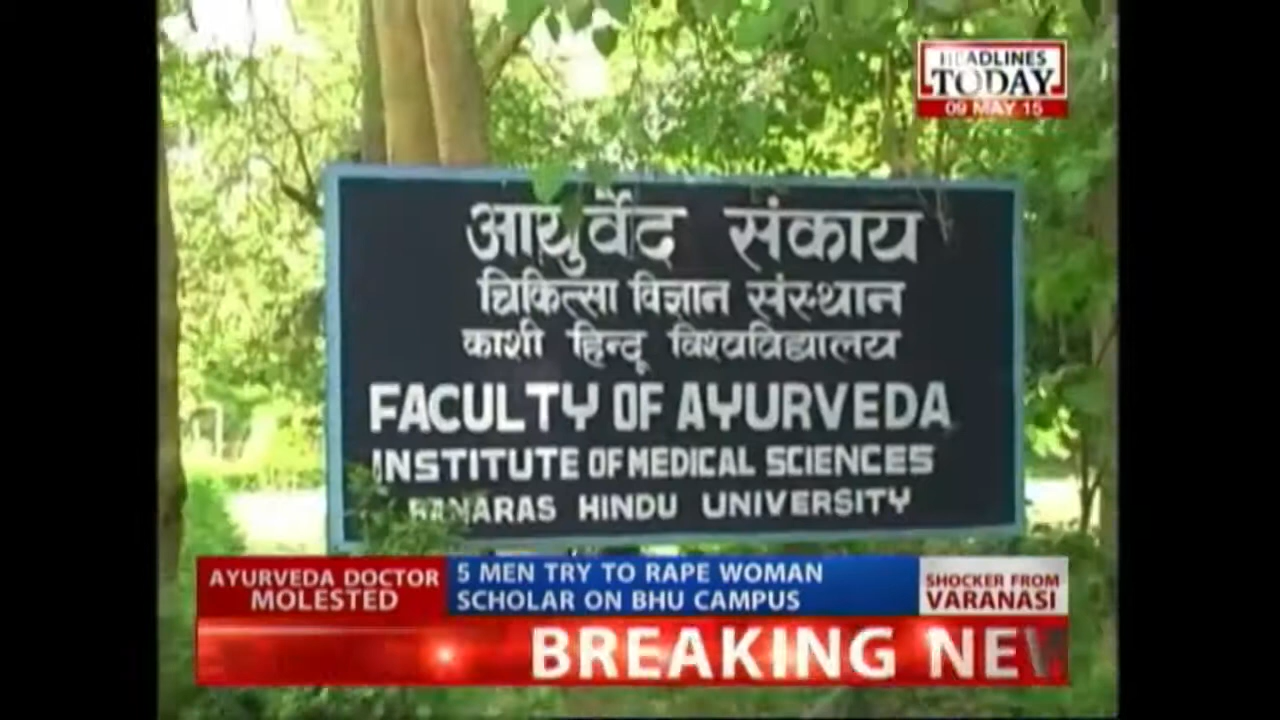 HEADLINES
TODAY
09 MAY 15
आयुर्वेद संकाय
चिकित्सा विज्ञान संस्थान
काशी हिन्दू विश्वविद्यालय
FACULTY OF AYURVEDA
INSTITUTE OF MEDICAL SCIENCES
BANARAS HINDU UNIVERSITY
AYURVEDA DOCTOR
MOLESTED
5 MEN TRY TO RAPE WOMAN
SCHOLAR ON BHU CAMPUS
SHOCKER FROM
VARANASI
BREAKING NEW